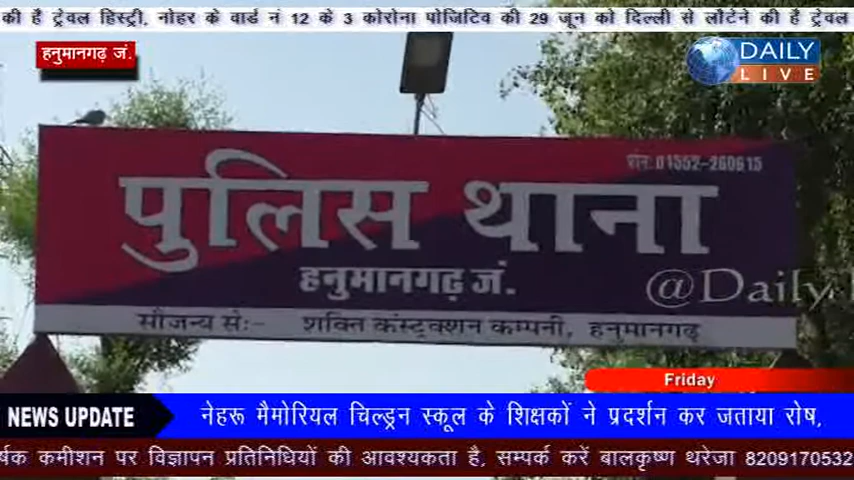 की है ट्रेवल हिस्ट्री, नोहर के वार्ड नं 12 के 3 कोरोना पोजिटिव की 29 जून को दिल्ली से लौटेने की है ट्रेवल
हनुमानगढ़ जं.
DAILY
LIVE
फोन: 01552-260615
पुलिस थाना
हनुमानगढ़ जं.
@Daily
सौजन्य से:- शक्ति कंस्ट्रक्शन कम्पनी, हनुमानगढ़
Friday
NEWS UPDATE नेहरू मैमोरियल चिल्ड्रन स्कूल के शिक्षकों ने प्रदर्शन कर जताया रोष,
र्षक कमीशन पर विज्ञापन प्रतिनिधियों की आवश्यकता है, सम्पर्क करें बालकृष्ण थरेजा 8209170532